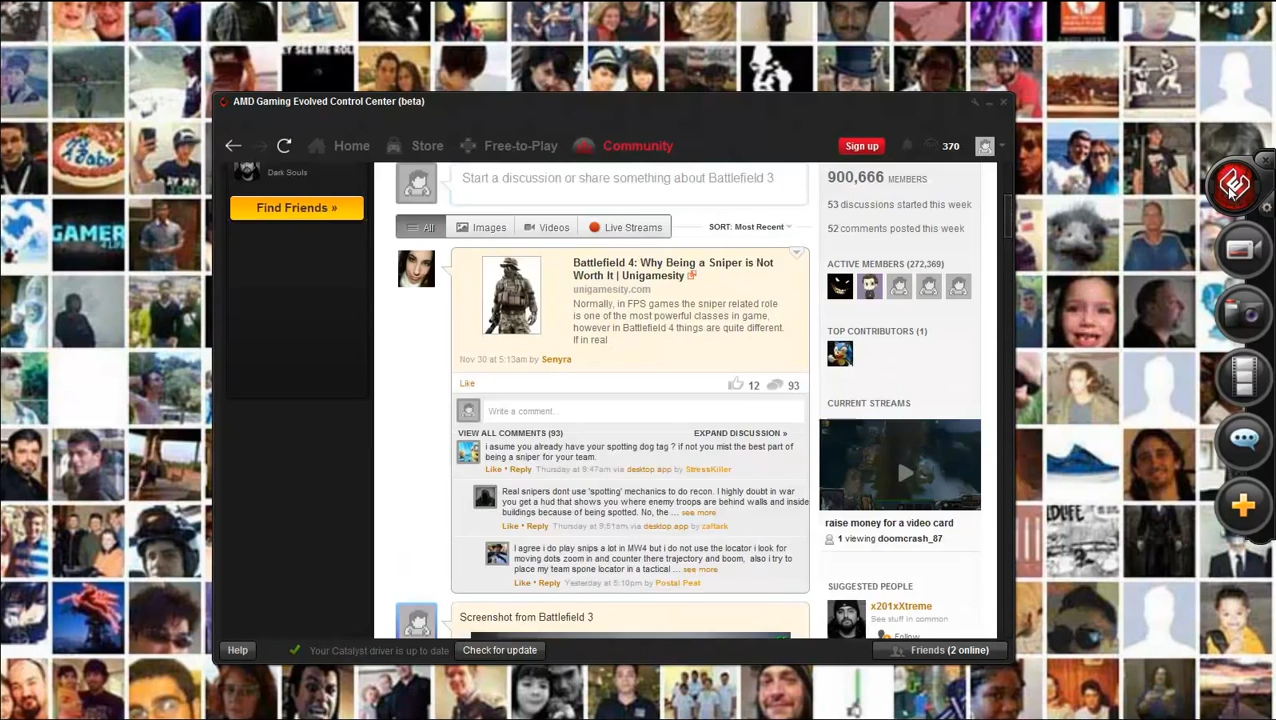 AMD Gaming Evolved Control Center (beta)
Home
Store
Free-to-Play
Community
Sign up
370
Dark Souls
Find Friends »
Start a discussion or share something about Battlefield 3
All
Images
Videos
Live Streams
SORT: Most Recent
Battlefield 4: Why Being a Sniper is Not
Worth It | Unigamesity
unigamesity.com
Normally, in FPS games the sniper related role
is one of the most powerful classes in game,
however in Battlefield 4 things are quite different.
If in real
Nov 30 at 5:13am by Senyra
Like
12
93
Write a comment...
VIEW ALL COMMENTS (93)
EXPAND DISCUSSION »
i asume you already have your spotting dog tag ? if not you mist the best part of
being a sniper for your team.
Like • Reply Thursday at 9:47am via desktop app by StressKiller
Real snipers dont use 'spotting' mechanics to do recon. I highly doubt in war
you get a hud that shows you where enemy troops are behind walls and inside
buildings because of being spotted. No, the ... see more
Like • Reply Thursday at 9:51am via desktop app by zaftark
I agree i do play snips a lot in MW4 but i do not use the locator i look for
moving dots zoom in and counter there trajectory and boom, also i try to
place my team spone locator in a tactical ... see more
Like • Reply Yesterday at 5:10pm by Postal Peat
Screenshot from Battlefield 3
900,666 MEMBERS
53 discussions started this week
52 comments posted this week
ACTIVE MEMBERS (272,369)
TOP CONTRIBUTORS (1)
CURRENT STREAMS
raise money for a video card
1 viewing doomcrash_87
SUGGESTED PEOPLE
x201xXtreme
See stuff in common
Follow
Help
Your Catalyst driver is up to date
Check for update
Friends (2 online)
GAMER